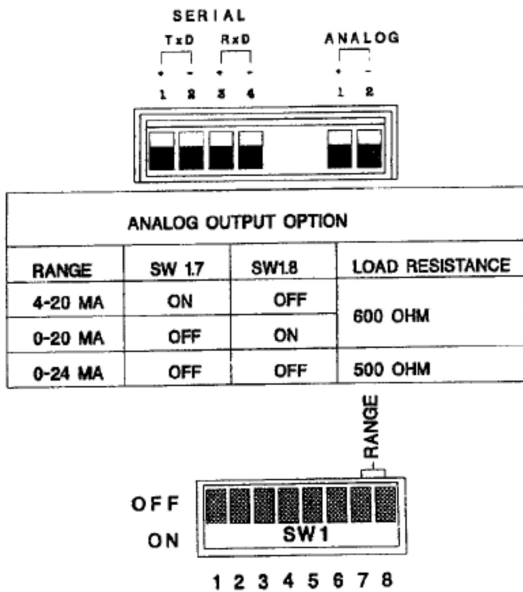 SERIAL
TxD RxD ANALOG
+ - + - + -
1 2 3 4 1 2
ANALOG OUTPUT OPTION
RANGE SW 1.7 SW1.8 LOAD RESISTANCE
4-20 MA ON OFF 600 OHM
0-20 MA OFF ON
0-24 MA OFF OFF 500 OHM
RANGE
OFF
ON SW1
1 2 3 4 5 6 7 8